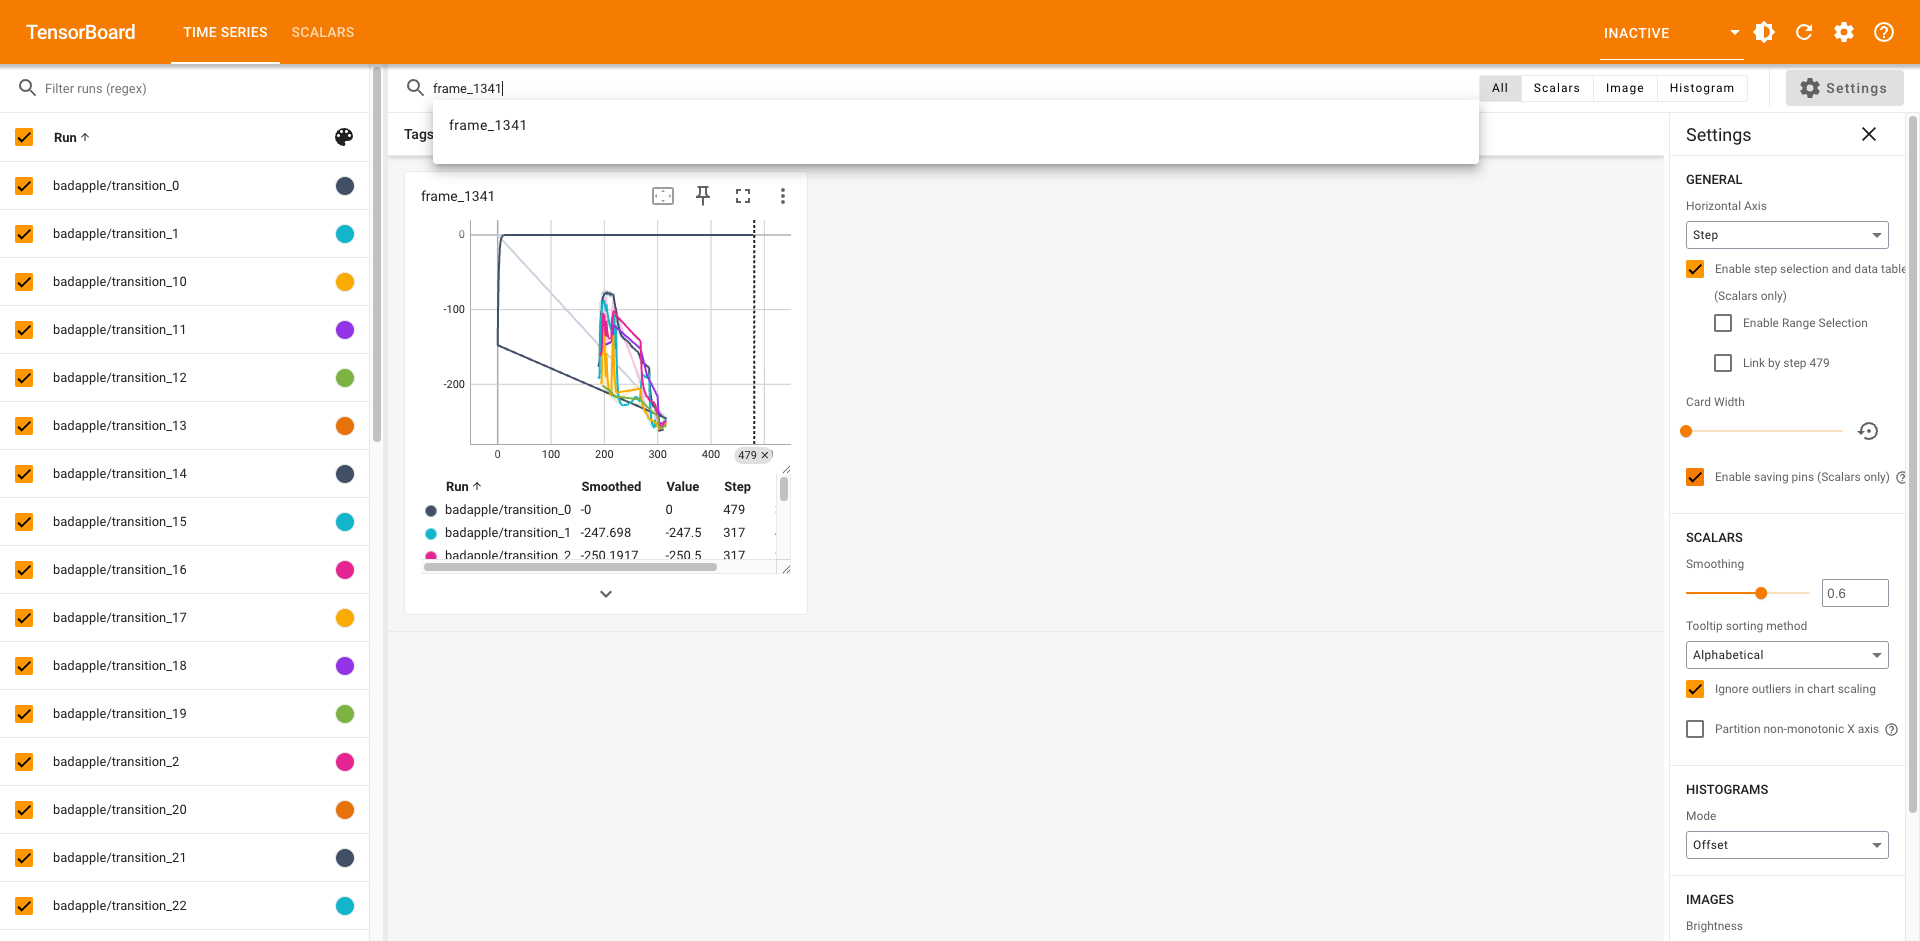 TensorBoard
TIME SERIES
SCALARS
INACTIVE
Filter runs (regex)
Run
badapple/transition_0
badapple/transition_1
badapple/transition_10
badapple/transition_11
badapple/transition_12
badapple/transition_13
badapple/transition_14
badapple/transition_15
badapple/transition_16
badapple/transition_17
badapple/transition_18
badapple/transition_19
badapple/transition_2
badapple/transition_20
badapple/transition_21
badapple/transition_22
frame_1341
All Scalars Image Histogram
Settings
frame_1341
Tags
frame_1341
0
-100
-200
0 100 200 300 400 479
Run Smoothed Value Step
badapple/transition_0 -0 0 479
badapple/transition_1 -247.698 -247.5 317
badapple/transition_2 -250.1917 -250.5 317
Settings
GENERAL
Horizontal Axis
Step
Enable step selection and data table
(Scalars only)
Enable Range Selection
Link by step 479
Card Width
Enable saving pins (Scalars only)
SCALARS
Smoothing
0.6
Tooltip sorting method
Alphabetical
Ignore outliers in chart scaling
Partition non-monotonic X axis
HISTOGRAMS
Mode
Offset
IMAGES
Brightness